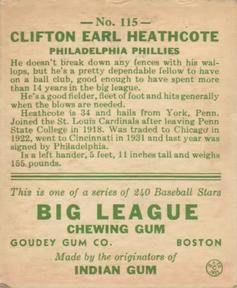 —No. 115—
CLIFTON EARL HEATHCOTE
PHILADELPHIA PHILLIES
He doesn't break down any fences with his wal-
lops, but he's a pretty dependable fellow to have
on a ball club, good enough to have spent more
than 14 years in the big league.
He's a good fielder, fleet of foot and hits generally
when the blows are needed.
Heathcote is 34 and hails from York, Penn.
Joined the St. Louis Cardinals after leaving Penn
State College in 1918. Was traded to Chicago in
1922, went to Cincinnati in 1931 and last year was
signed by Philadelphia.
Is a left hander, 5 feet, 11 inches tall and weighs
155 pounds.
This is one of a series of 240 Baseball Stars
BIG LEAGUE
CHEWING GUM
GOUDEY GUM CO. BOSTON
Made by the originators of
INDIAN GUM